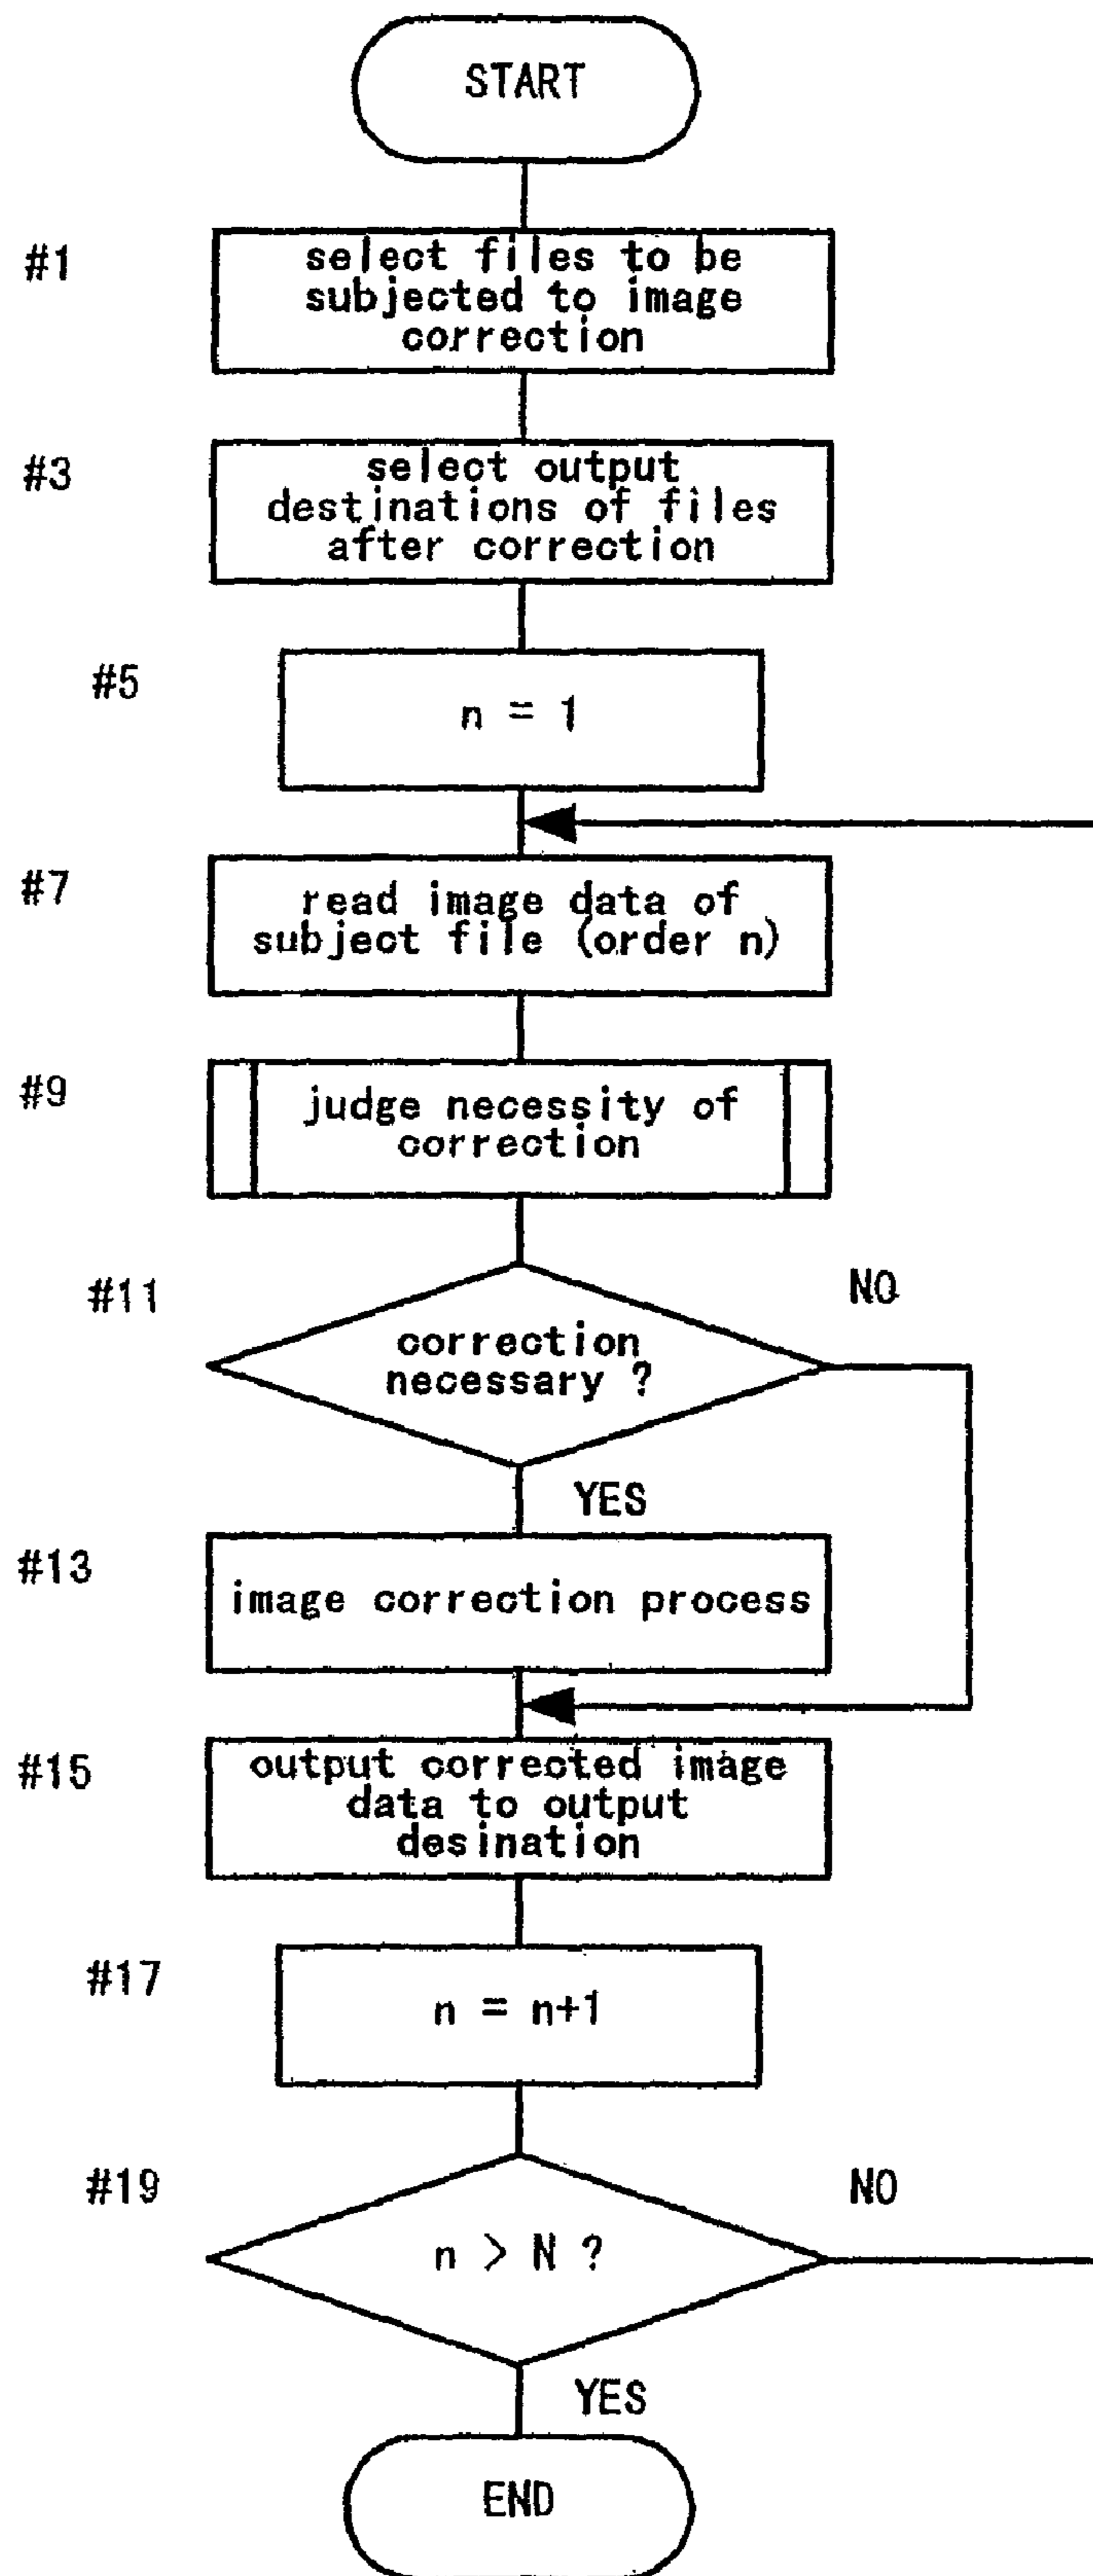 START
#1
select files to be
subjected to image
correction
#3
select output
destinations of files
after correction
#5
n = 1
#7
read image data of
subject file (order n)
#9
judge necessity of
correction
#11
correction
necessary ?
NO
YES
#13
image correction process
#15
output corrected image
data to output
desination
#17
n = n+1
#19
n > N ?
NO
YES
END